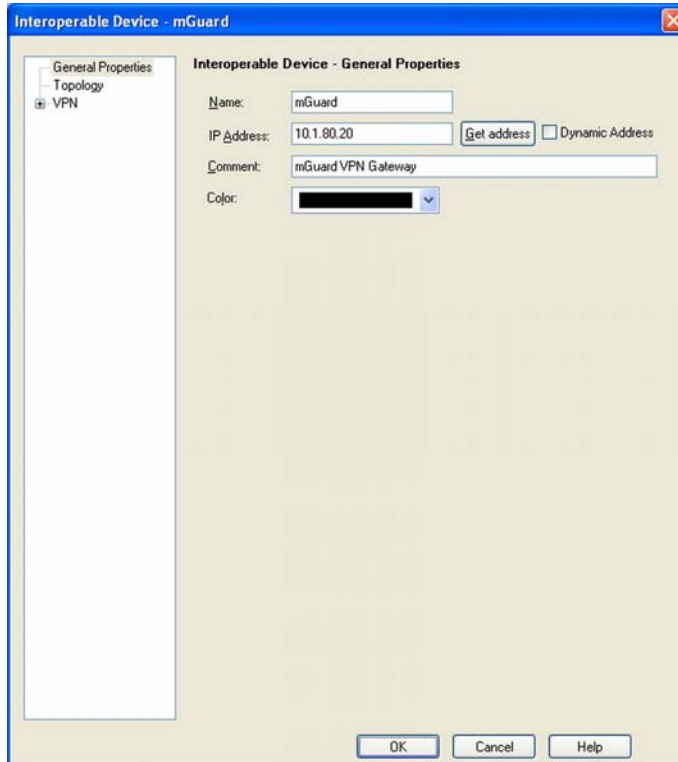 Interoperable Device - mGuard
General Properties
Topology
VPN
Interoperable Device - General Properties
Name: mGuard
IP Address: 10.1.80.20 Get address Dynamic Address
Comment: mGuard VPN Gateway
Color:
OK Cancel Help